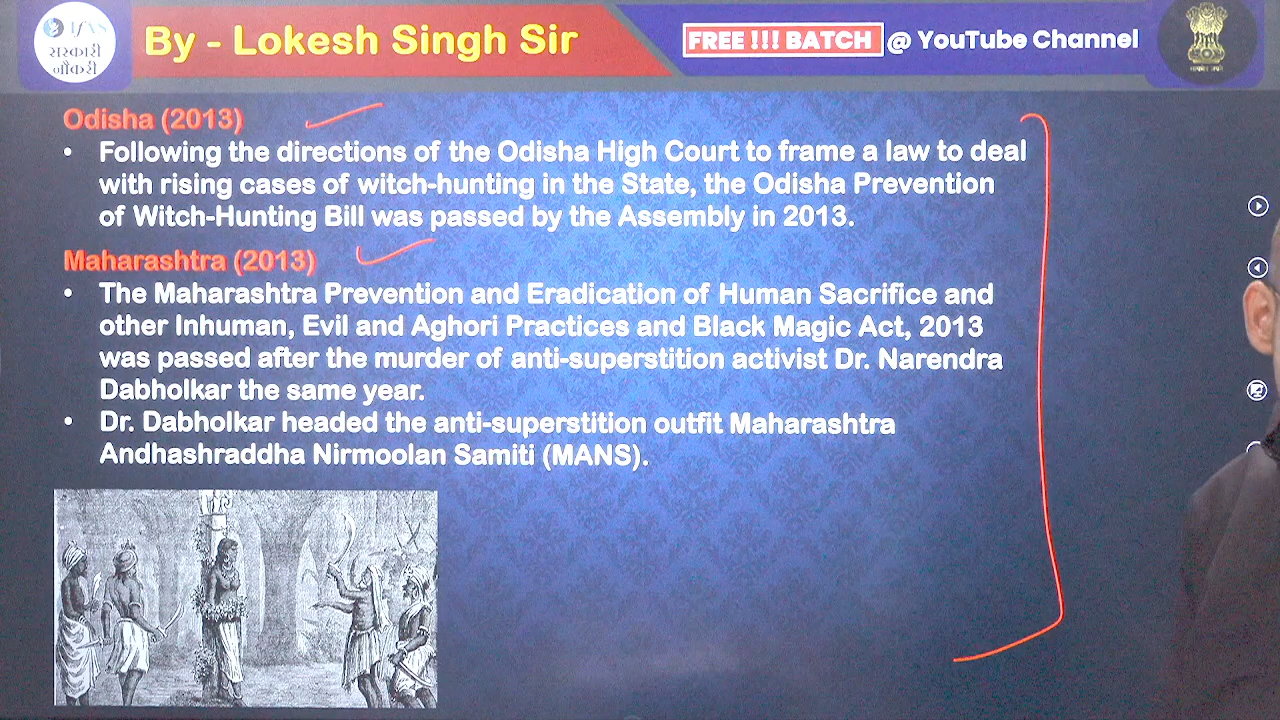 IFAS
सरकारी
नौकरी
By - Lokesh Singh Sir
FREE !!! BATCH @ YouTube Channel
Odisha (2013)
• Following the directions of the Odisha High Court to frame a law to deal
with rising cases of witch-hunting in the State, the Odisha Prevention
of Witch-Hunting Bill was passed by the Assembly in 2013.
Maharashtra (2013)
• The Maharashtra Prevention and Eradication of Human Sacrifice and
other Inhuman, Evil and Aghori Practices and Black Magic Act, 2013
was passed after the murder of anti-superstition activist Dr. Narendra
Dabholkar the same year.
• Dr. Dabholkar headed the anti-superstition outfit Maharashtra
Andhashraddha Nirmoolan Samiti (MANS).